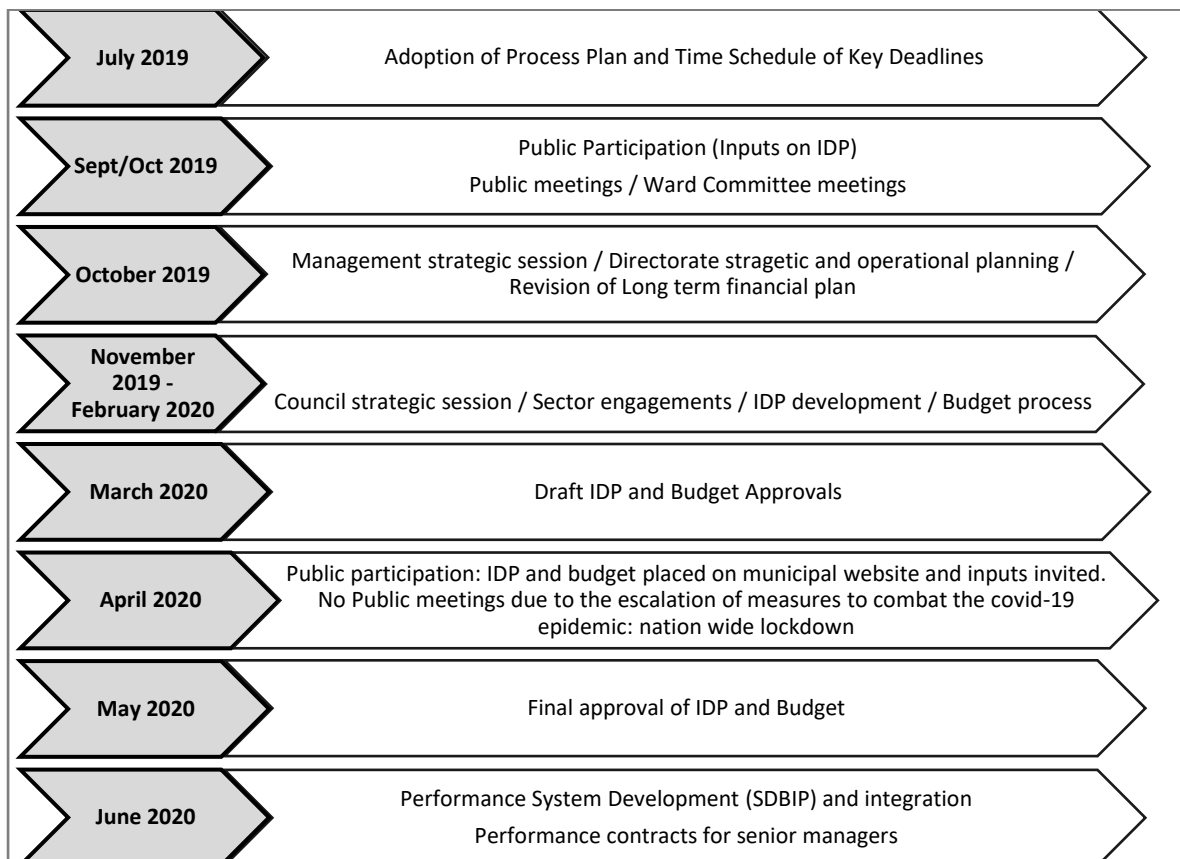 July 2019
Adoption of Process Plan and Time Schedule of Key Deadlines
Sept/Oct 2019
Public Participation (Inputs on IDP)
Public meetings / Ward Committee meetings
October 2019
Management strategic session / Directorate stragetic and operational planning /
Revision of Long term financial plan
November
2019 -
February 2020
Council strategic session / Sector engagements / IDP development / Budget process
March 2020
Draft IDP and Budget Approvals
April 2020
Public participation: IDP and budget placed on municipal website and inputs invited.
No Public meetings due to the escalation of measures to combat the covid-19
epidemic: nation wide lockdown
May 2020
Final approval of IDP and Budget
June 2020
Performance System Development (SDBIP) and integration
Performance contracts for senior managers